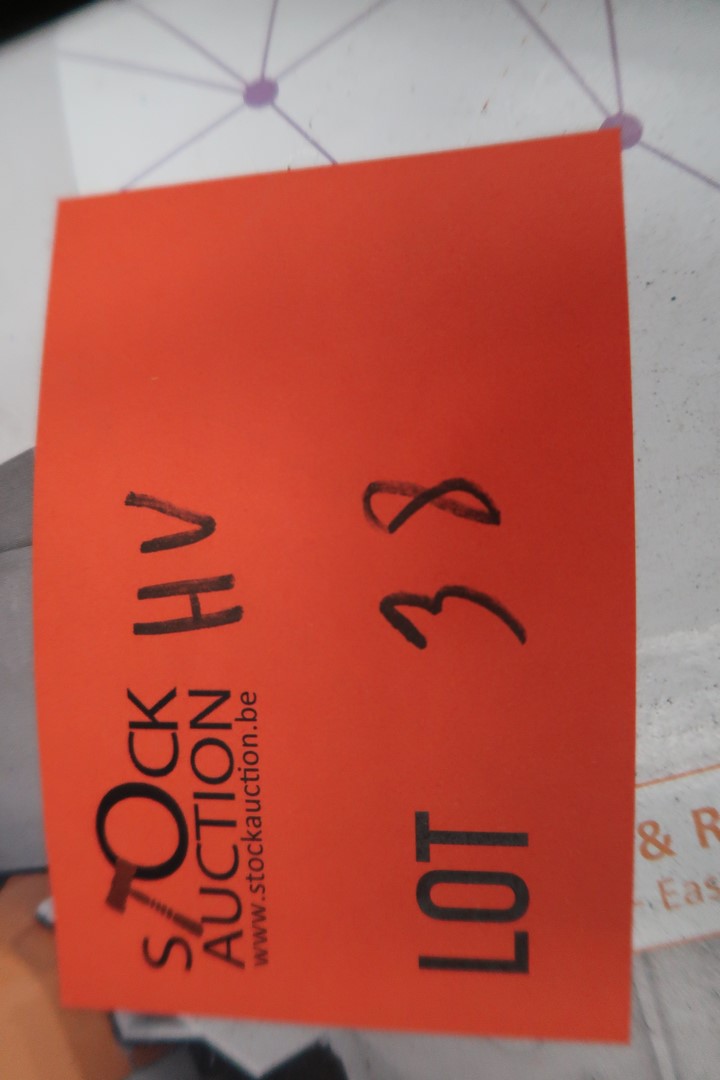 STOCK HV
AUCTION
www.stockauction.be
LOT 38
& R
- Eas